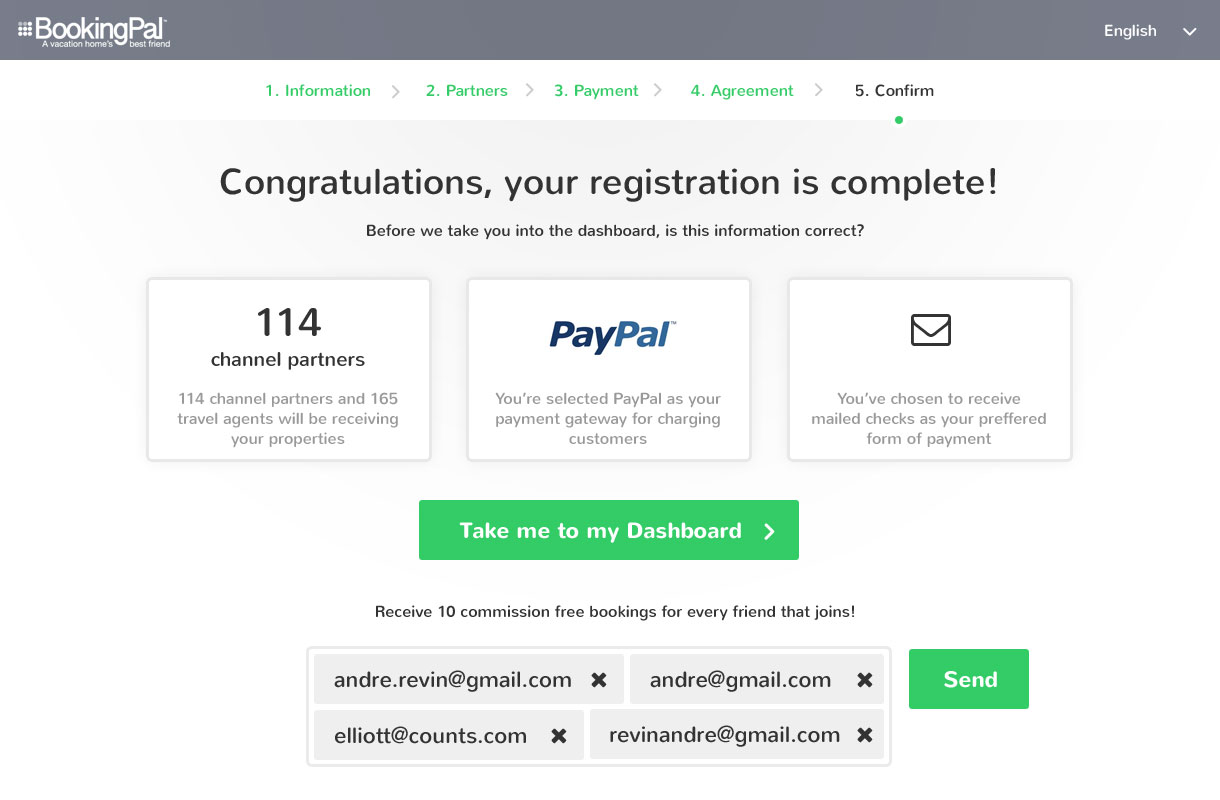 BookingPal
A vacation home's best friend
English
1. Information
2. Partners
3. Payment
4. Agreement
5. Confirm
Congratulations, your registration is complete!
Before we take you into the dashboard, is this information correct?
114
channel partners
114 channel partners and 165
travel agents will be receiving
your properties
PayPal™
You're selected PayPal as your
payment gateway for charging
customers
You've chosen to receive
mailed checks as your preffered
form of payment
Take me to my Dashboard
Receive 10 commission free bookings for every friend that joins!
andre.revin@gmail.com
andre@gmail.com
elliott@counts.com
revinandre@gmail.com
Send